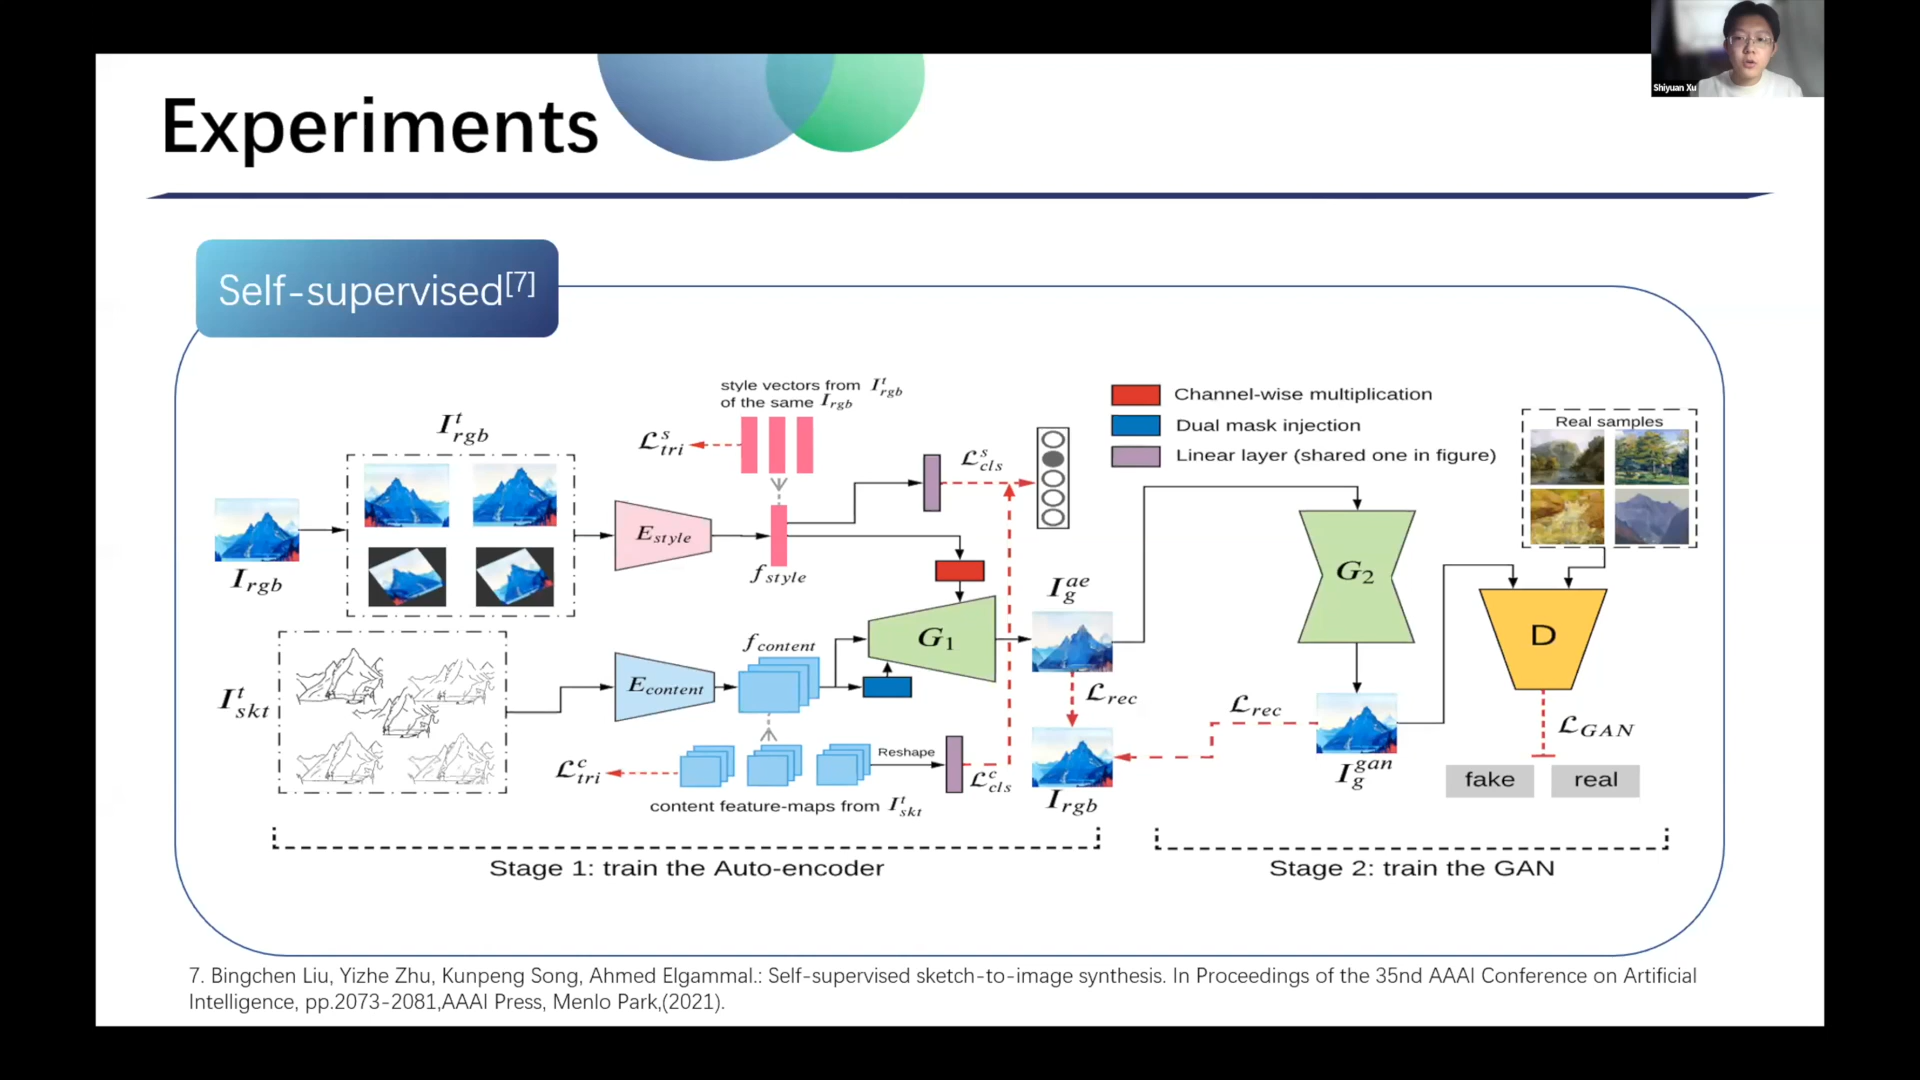 Shiyuan Xu
Experiments
Self-supervised[7]
style vectors from I^t_rgb
of the same I_rgb
I^t_rgb
L^s_tri
L^s_cls
Channel-wise multiplication
Dual mask injection
Linear layer (shared one in figure)
Real samples
E_style
f_style
I_rgb
G_2
I^ae_g
D
f_content
G_1
I^t_skt
E_content
L_rec
L_rec
L_GAN
Reshape
L^c_tri
L^c_cls
I_rgb
I^gan_g
fake
real
content feature-maps from I^t_skt
Stage 1: train the Auto-encoder
Stage 2: train the GAN
7. Bingchen Liu, Yizhe Zhu, Kunpeng Song, Ahmed Elgammal.: Self-supervised sketch-to-image synthesis. In Proceedings of the 35nd AAAI Conference on Artificial
Intelligence, pp.2073-2081,AAAI Press, Menlo Park,(2021).